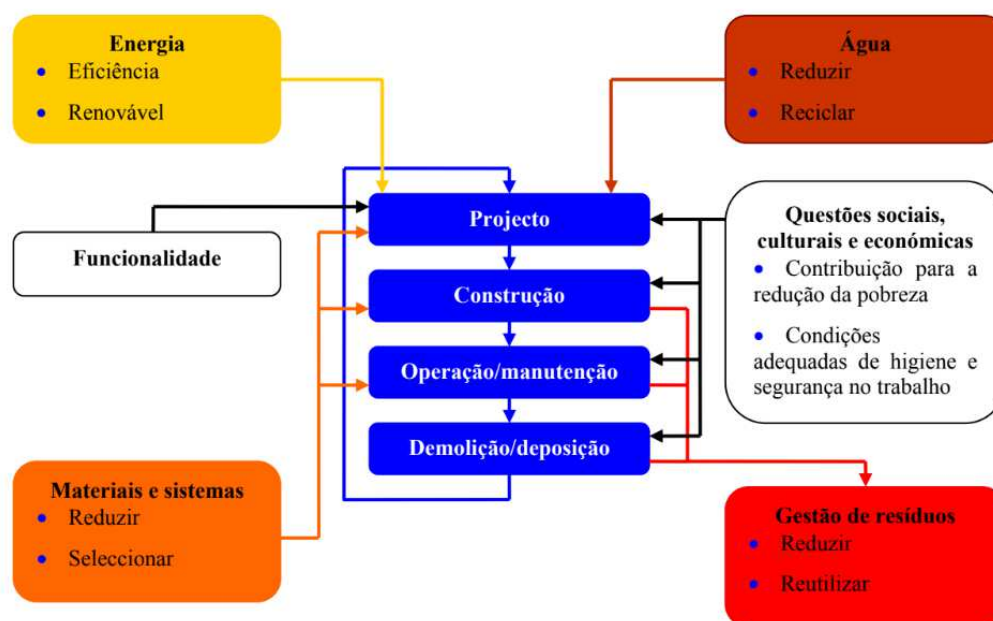 Energia
• Eficiência
• Renovável
Água
• Reduzir
• Reciclar
Funcionalidade
Projecto
Construção
Operação/manutenção
Demolição/deposição
Questões sociais,
culturais e económicas
• Contribuição para a
redução da pobreza
• Condições
adequadas de higiene e
segurança no trabalho
Materiais e sistemas
• Reduzir
• Seleccionar
Gestão de resíduos
• Reduzir
• Reutilizar